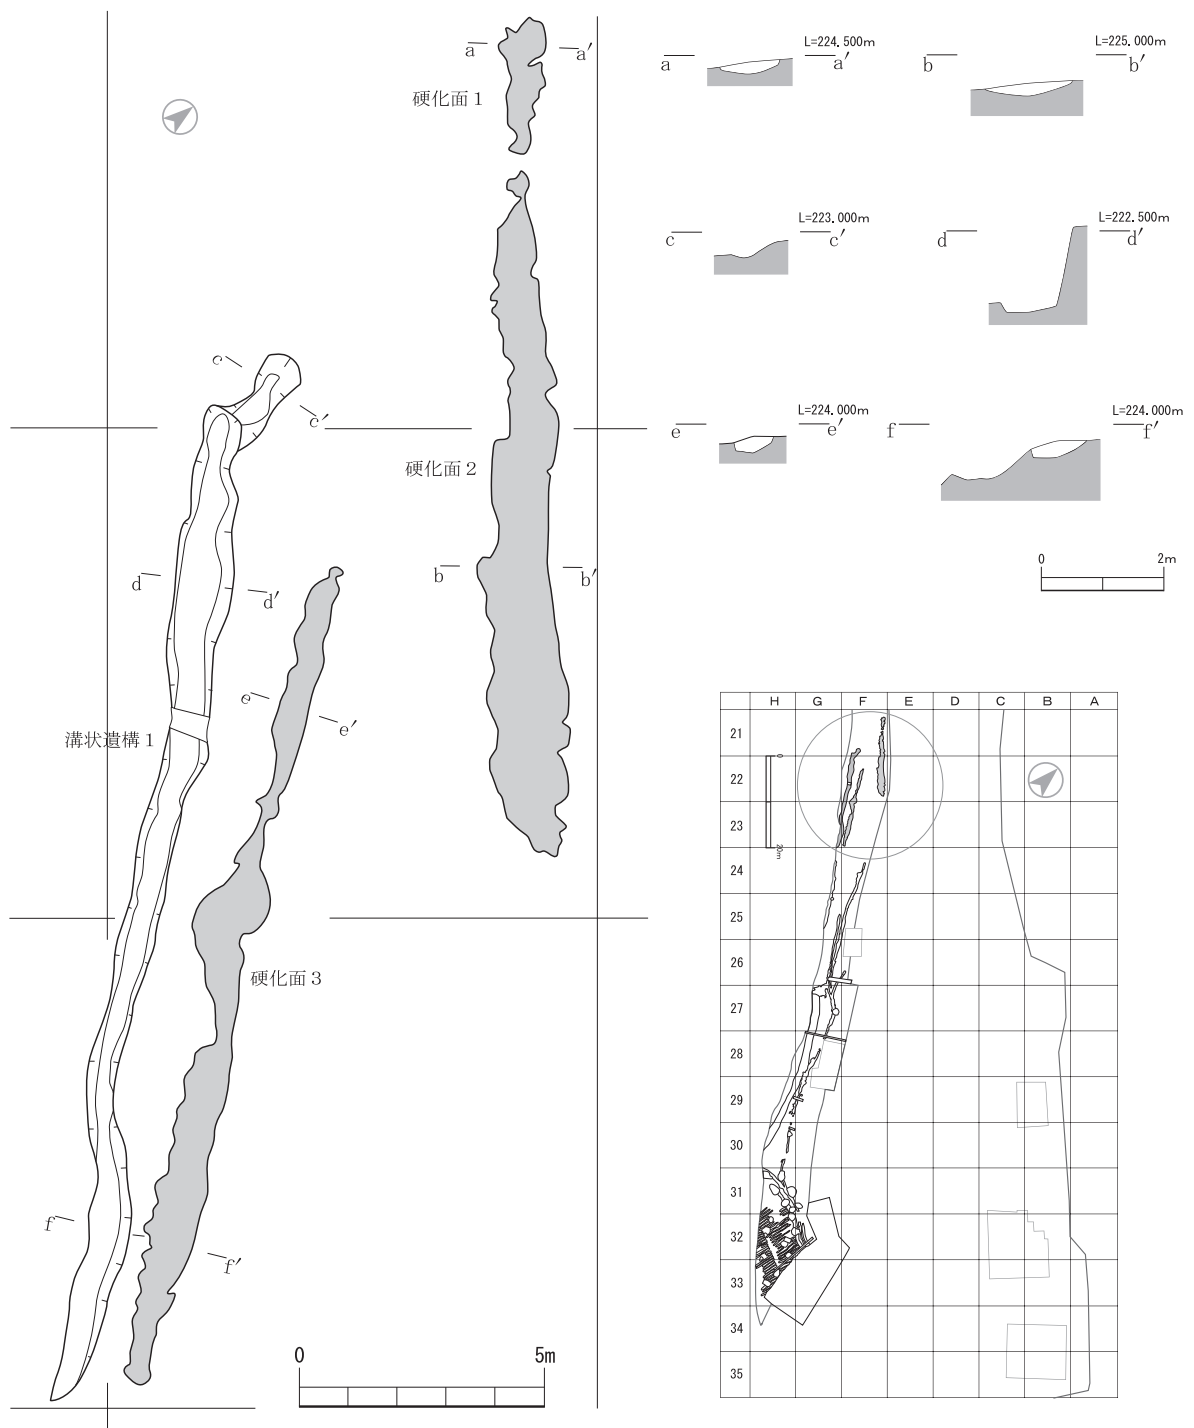 a a′
硬化面１
c
c′
硬化面２
d d′
b b′
e e′
溝状遺構１
硬化面３
f f′
0 5m
a L=224.500m a′
b L=225.000m b′
c L=223.000m c′
d L=222.500m d′
e L=224.000m e′
f L=224.000m f′
0 2m
H G F E D C B A
21
22
23
24
25
26
27
28
29
30
31
32
33
34
35
0
20m